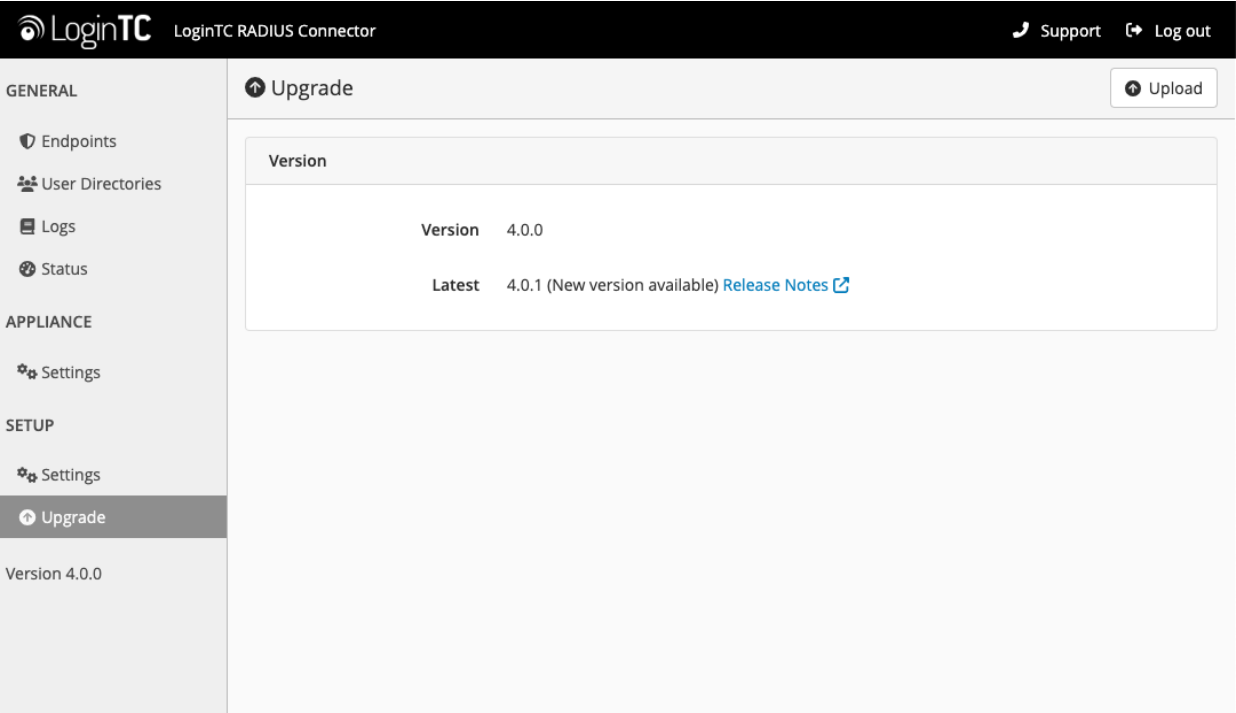 LoginTC LoginTC RADIUS Connector Support Log out
GENERAL
Endpoints
User Directories
Logs
Status
APPLIANCE
Settings
SETUP
Settings
Upgrade
Version 4.0.0
Upgrade Upload
Version
Version 4.0.0
Latest 4.0.1 (New version available) Release Notes